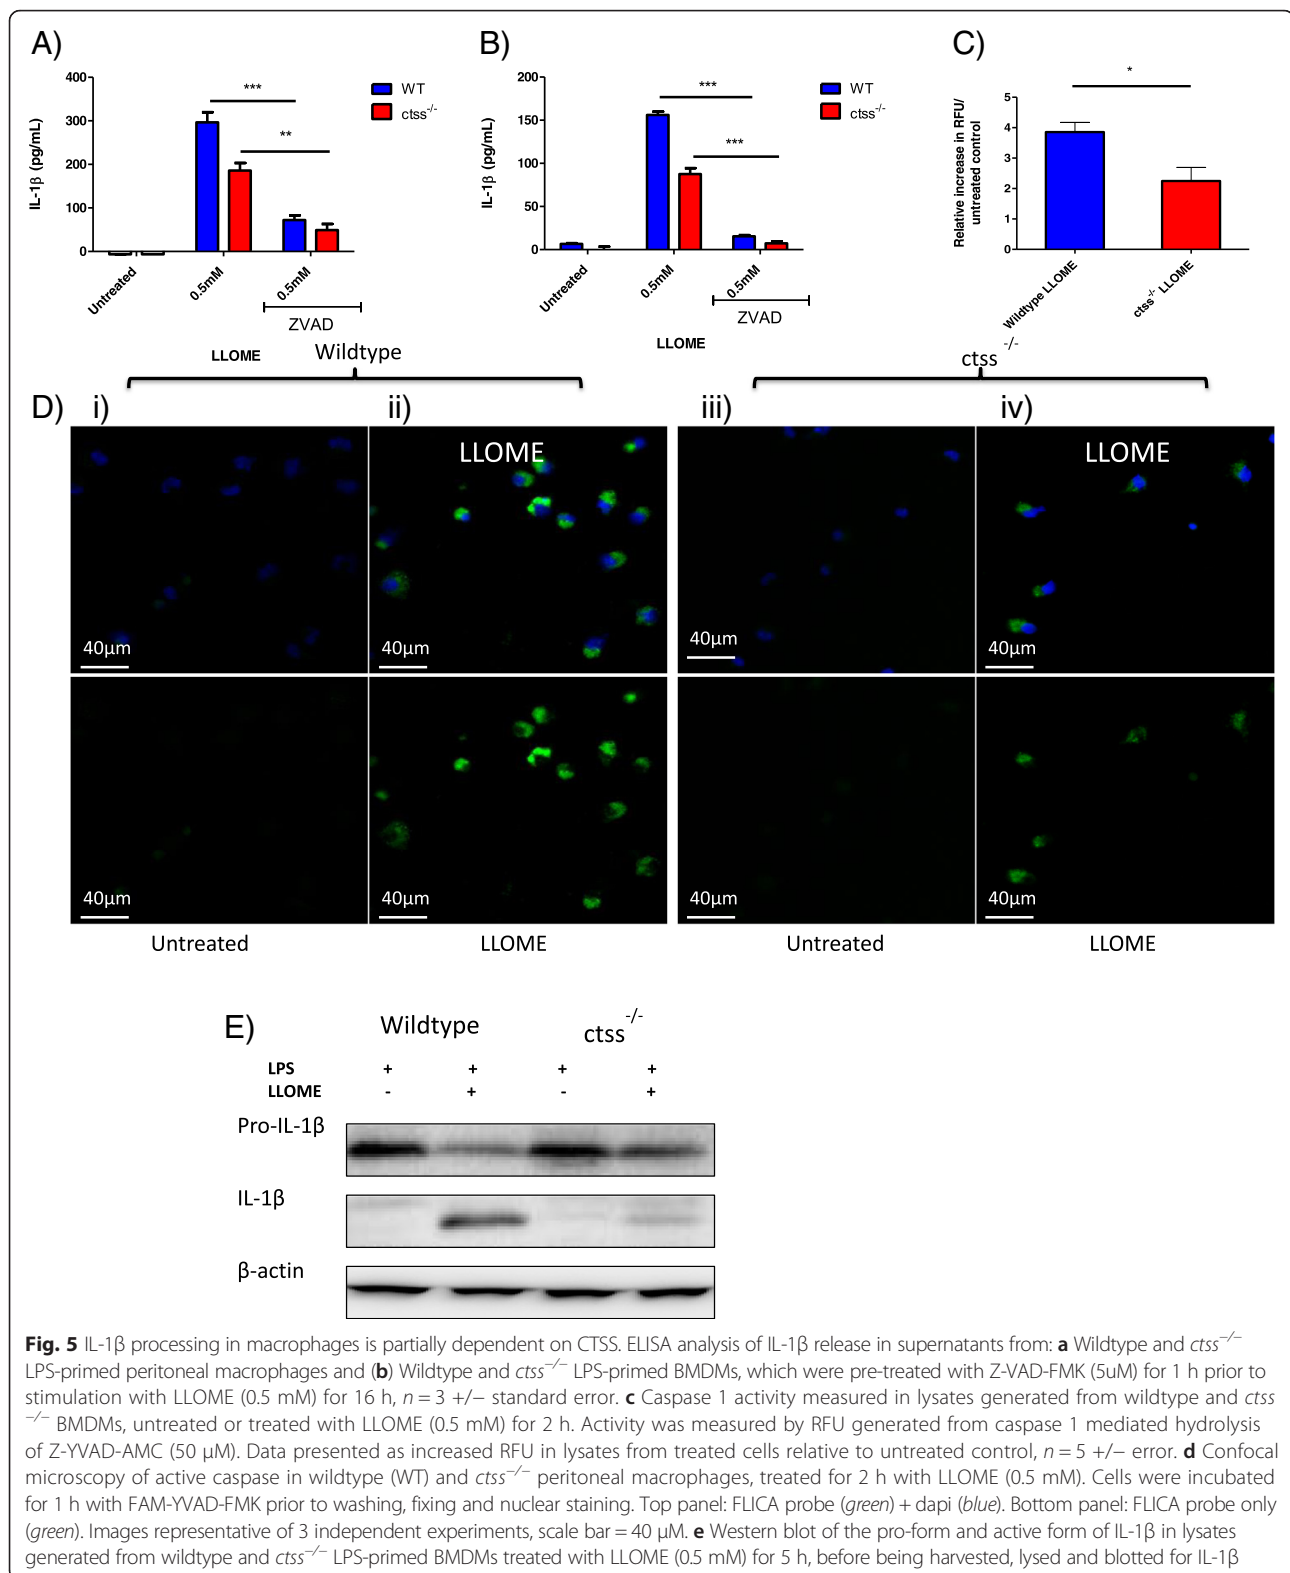 A)
400
300
200
100
0
IL-1β (pg/mL)
***
**
WT
ctss-/-
Untreated
0.5mM
0.5mM
ZVAD
LLOME
B)
200
150
100
50
0
IL-1β (pg/mL)
***
***
WT
ctss-/-
Untreated
0.5mM
0.5mM
ZVAD
LLOME
C)
*
5
4
3
2
1
0
Relative increase in RFU/
untreated control
Wildtype LLOME
ctss-/- LLOME
Wildtype
ctss-/-
D) i) ii) iii) iv)
LLOME
LLOME
40μm
40μm
40μm
40μm
40μm
40μm
40μm
40μm
Untreated
LLOME
Untreated
LLOME
E)
Wildtype
ctss-/-
LPS + + + +
LLOME - + - +
Pro-IL-1β
IL-1β
β-actin
Fig. 5 IL-1β processing in macrophages is partially dependent on CTSS. ELISA analysis of IL-1β release in supernatants from: a Wildtype and ctss−/−
LPS-primed peritoneal macrophages and (b) Wildtype and ctss−/− LPS-primed BMDMs, which were pre-treated with Z-VAD-FMK (5uM) for 1 h prior to
stimulation with LLOME (0.5 mM) for 16 h, n = 3 +/− standard error. c Caspase 1 activity measured in lysates generated from wildtype and ctss
−/− BMDMs, untreated or treated with LLOME (0.5 mM) for 2 h. Activity was measured by RFU generated from caspase 1 mediated hydrolysis
of Z-YVAD-AMC (50 μM). Data presented as increased RFU in lysates from treated cells relative to untreated control, n = 5 +/− error. d Confocal
microscopy of active caspase in wildtype (WT) and ctss−/− peritoneal macrophages, treated for 2 h with LLOME (0.5 mM). Cells were incubated
for 1 h with FAM-YVAD-FMK prior to washing, fixing and nuclear staining. Top panel: FLICA probe (green) + dapi (blue). Bottom panel: FLICA probe only
(green). Images representative of 3 independent experiments, scale bar = 40 μM. e Western blot of the pro-form and active form of IL-1β in lysates
generated from wildtype and ctss−/− LPS-primed BMDMs treated with LLOME (0.5 mM) for 5 h, before being harvested, lysed and blotted for IL-1β